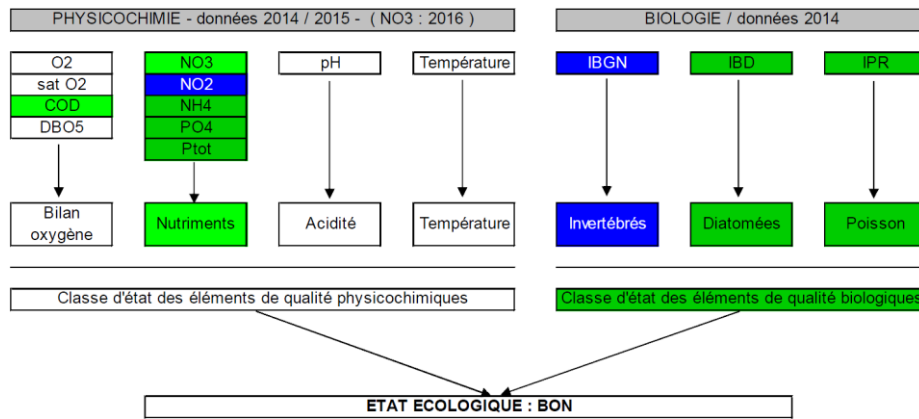 PHYSICOCHIMIE - données 2014 / 2015 - ( NO3 : 2016 )
BIOLOGIE / données 2014
O2
sat O2
COD
DBO5
NO3
NO2
NH4
PO4
Ptot
pH
Température
IBGN
IBD
IPR
Bilan
oxygène
Nutriments
Acidité
Température
Invertébrés
Diatomées
Poisson
Classe d'état des éléments de qualité physicochimiques
Classe d'état des éléments de qualité biologiques
ETAT ECOLOGIQUE : BON